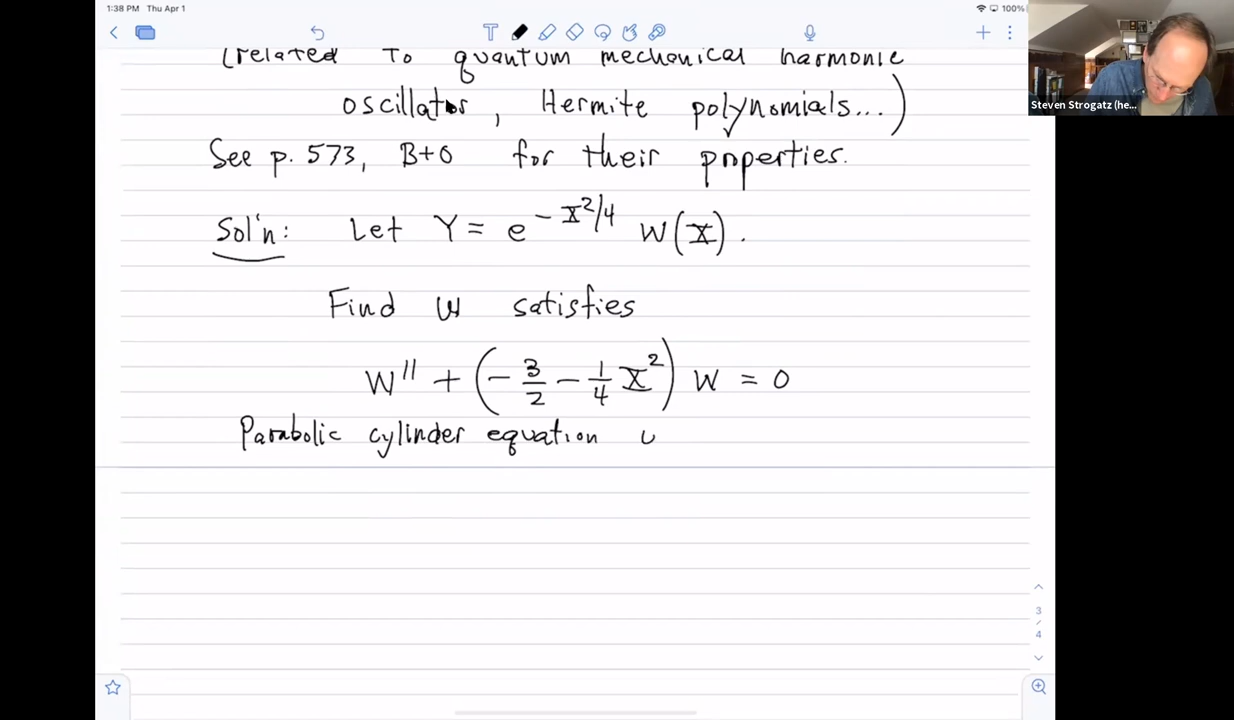 1:38 PM Thu Apr 1
100%
(related to quantum mechanical harmonic
oscillator, Hermite polynomials...)
See p. 573, B+O for their properties.
Sol'n: Let Y = e^{-X²/4} W(X).
Find W satisfies
W'' + (-3/2 - 1/4 X²) W = 0
Parabolic cylinder equation
Steven Strogatz (he...
3
/
4